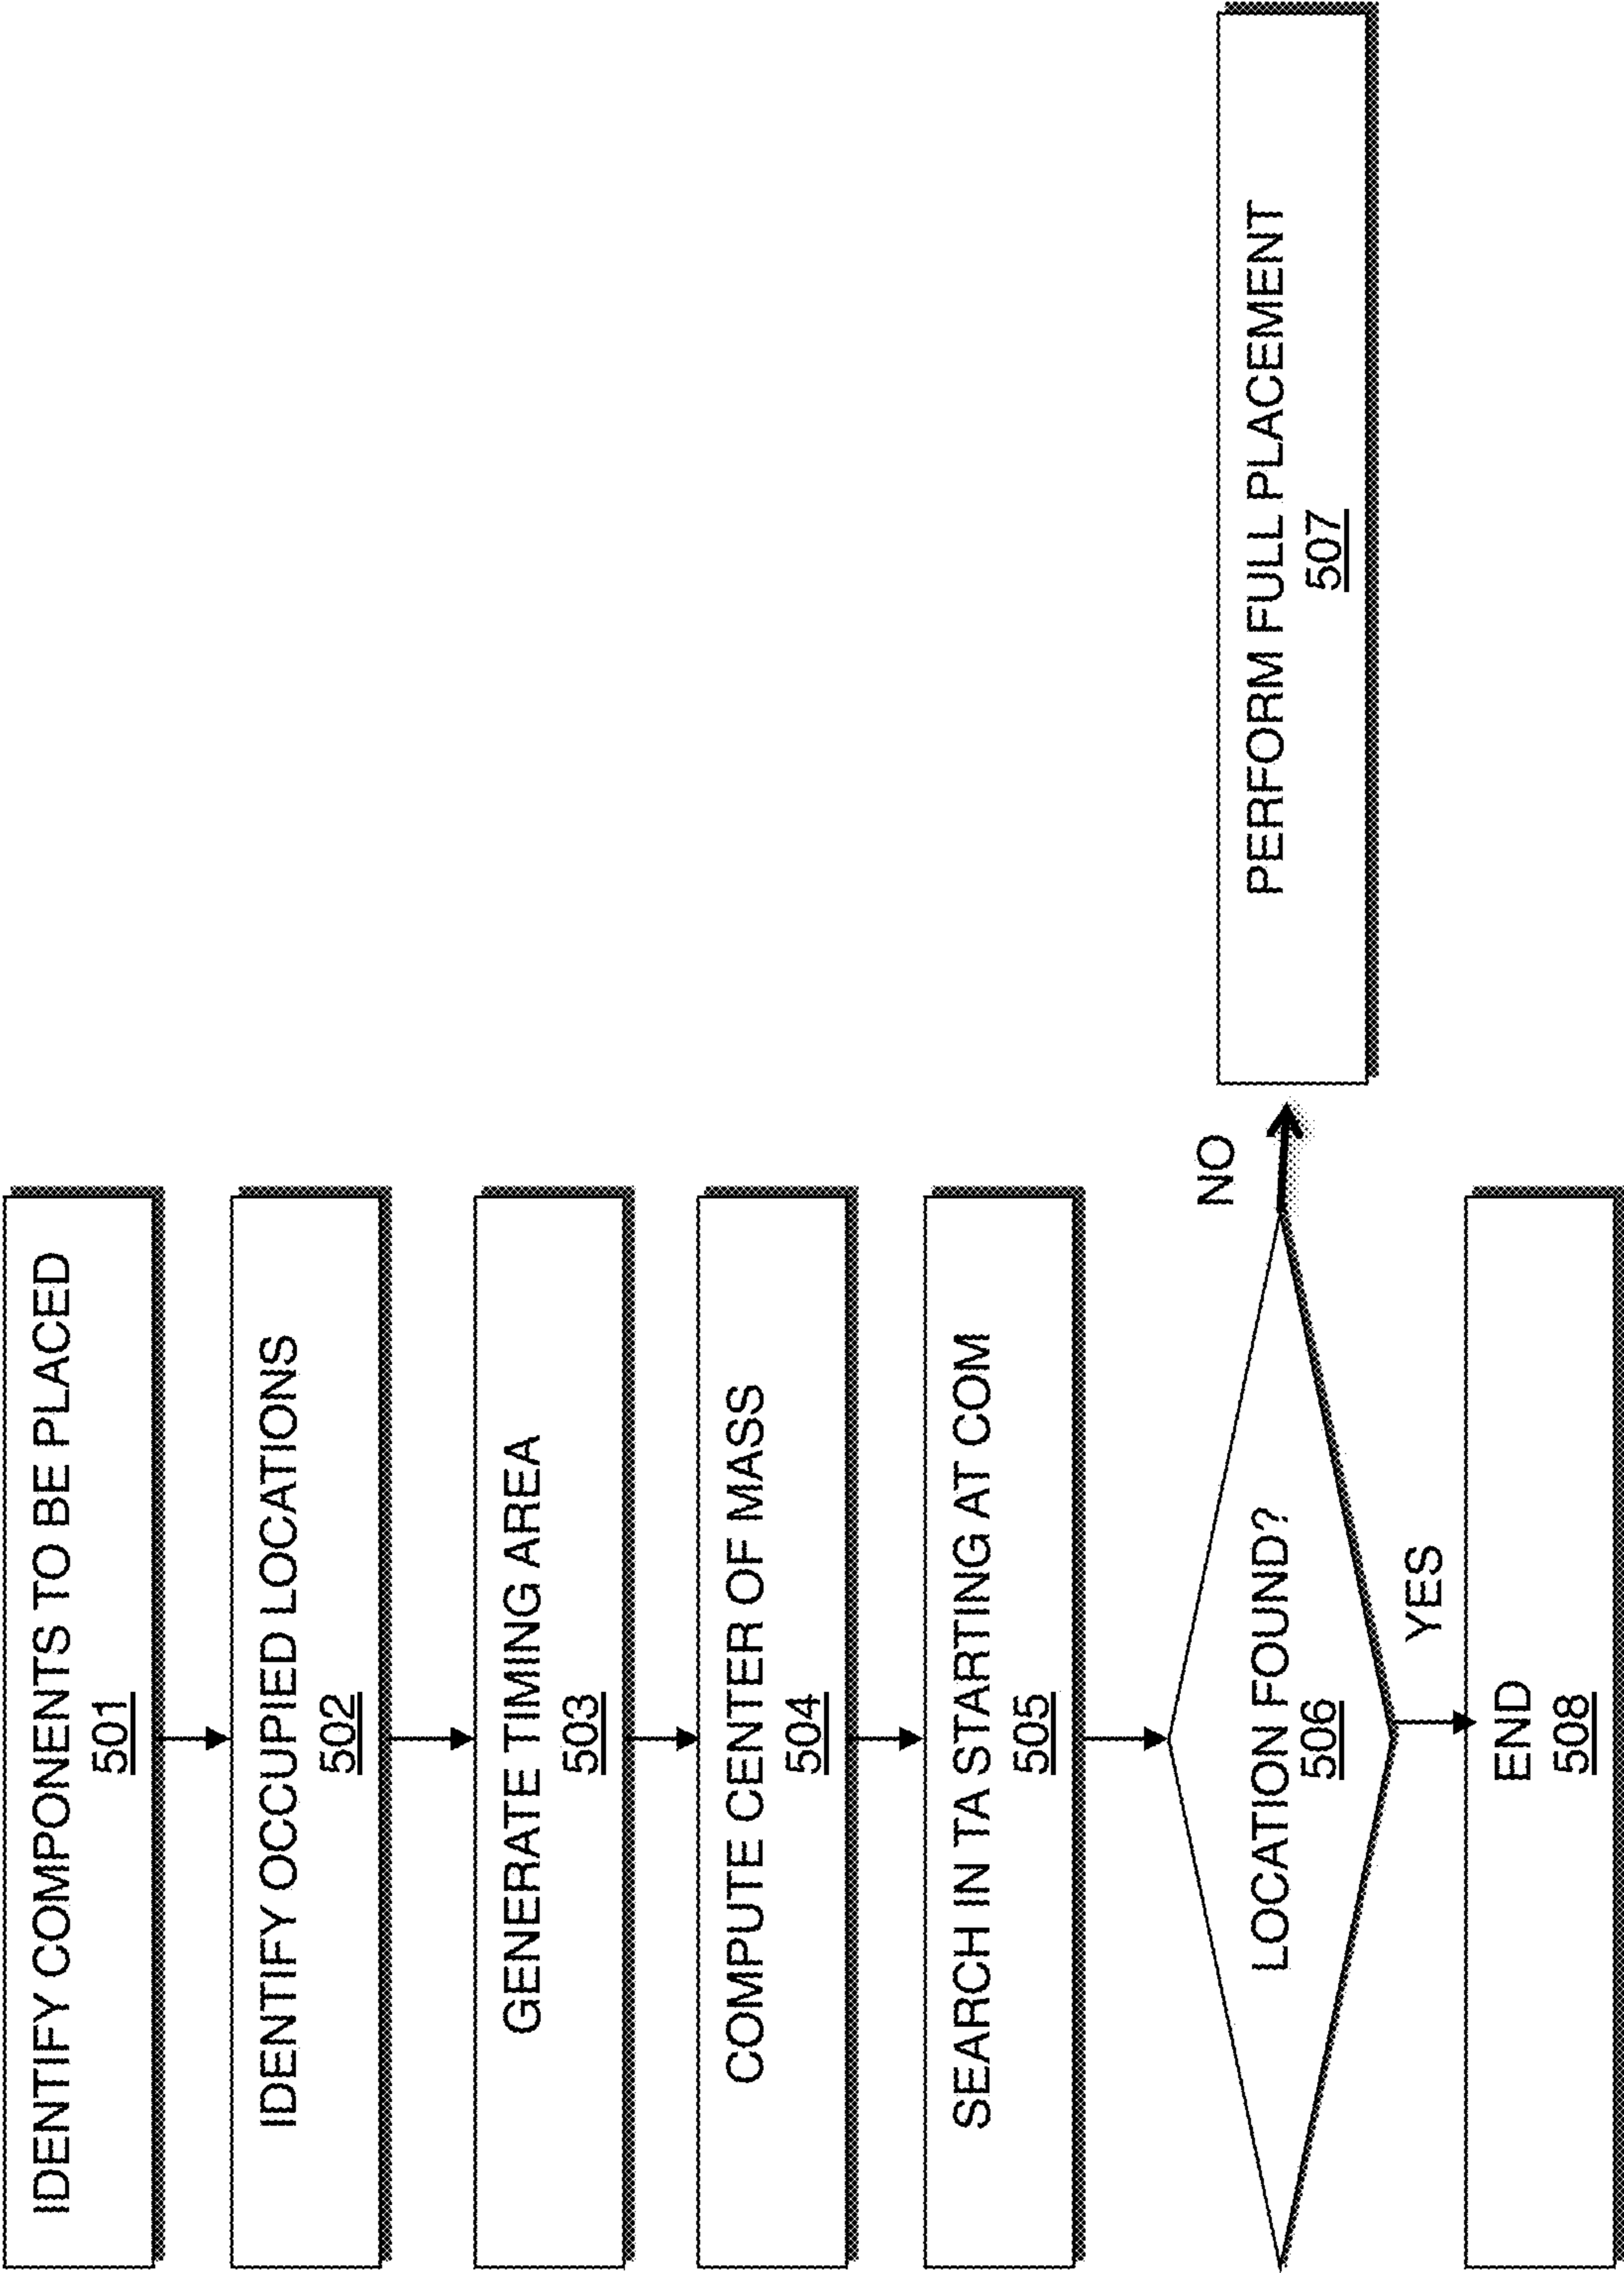 IDENTIFY COMPONENTS TO BE PLACED
501
IDENTIFY OCCUPIED LOCATIONS
502
GENERATE TIMING AREA
503
COMPUTE CENTER OF MASS
504
SEARCH IN TA STARTING AT COM
505
LOCATION FOUND?
506
NO
PERFORM FULL PLACEMENT
507
YES
END
508